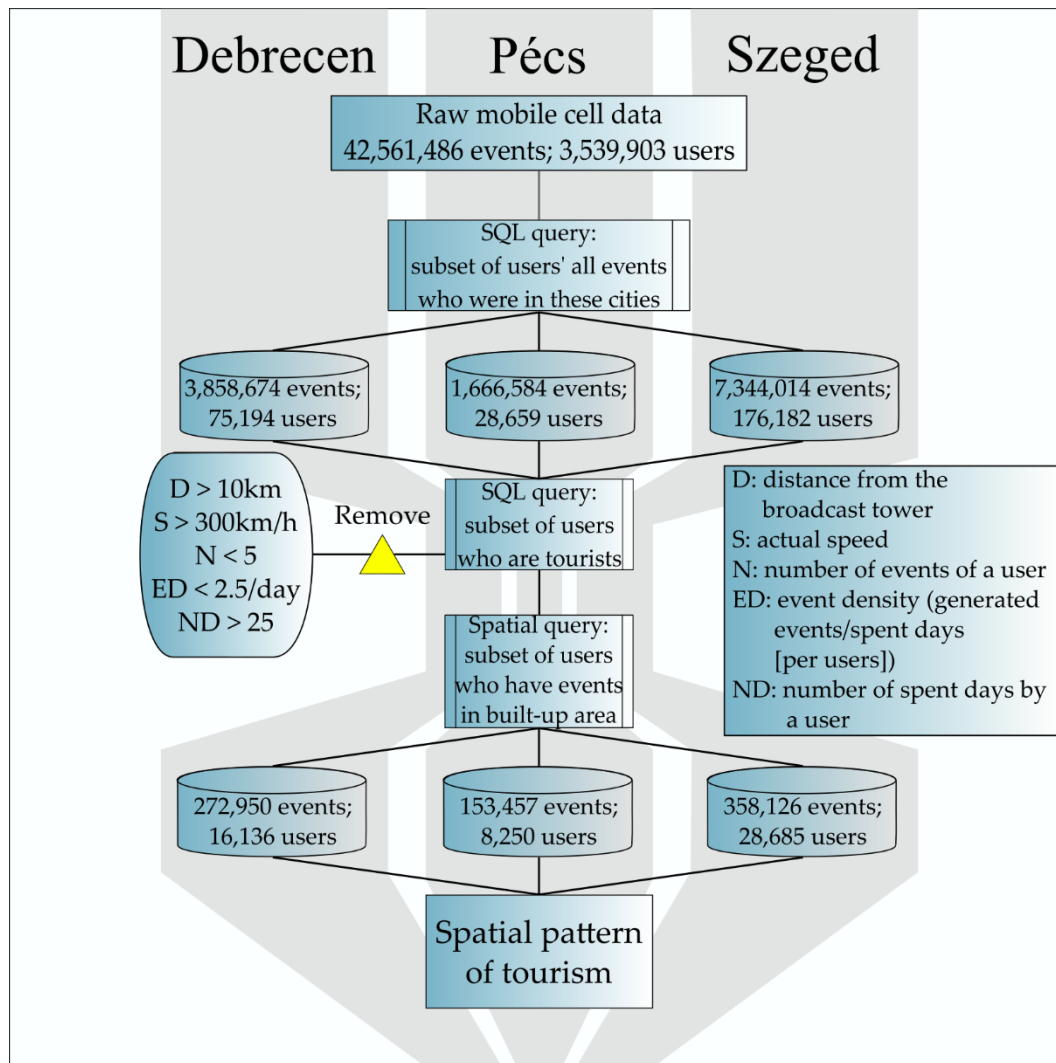 Debrecen
Pécs
Szeged
Raw mobile cell data
42,561,486 events; 3,539,903 users
SQL query:
subset of users' all events
who were in these cities
3,858,674 events;
75,194 users
1,666,584 events;
28,659 users
7,344,014 events;
176,182 users
D > 10km
S > 300km/h
N < 5
ED < 2.5/day
ND > 25
Remove
SQL query:
subset of users
who are tourists
D: distance from the
broadcast tower
S: actual speed
N: number of events of a user
ED: event density (generated
events/spent days
[per users])
ND: number of spent days by
a user
Spatial query:
subset of users
who have events
in built-up area
272,950 events;
16,136 users
153,457 events;
8,250 users
358,126 events;
28,685 users
Spatial pattern
of tourism